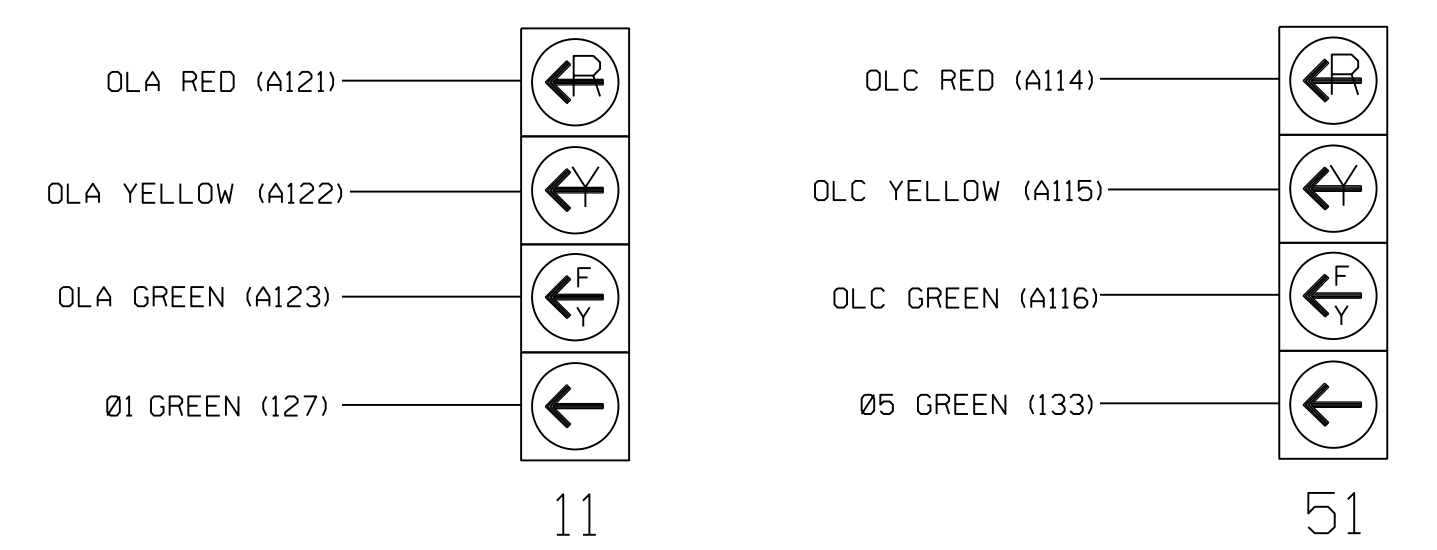 OLA RED (A121)
R
OLA YELLOW (A122)
Y
OLA GREEN (A123)
F
Y
Ø1 GREEN (127)
11
OLC RED (A114)
R
OLC YELLOW (A115)
Y
OLC GREEN (A116)
F
Y
Ø5 GREEN (133)
51